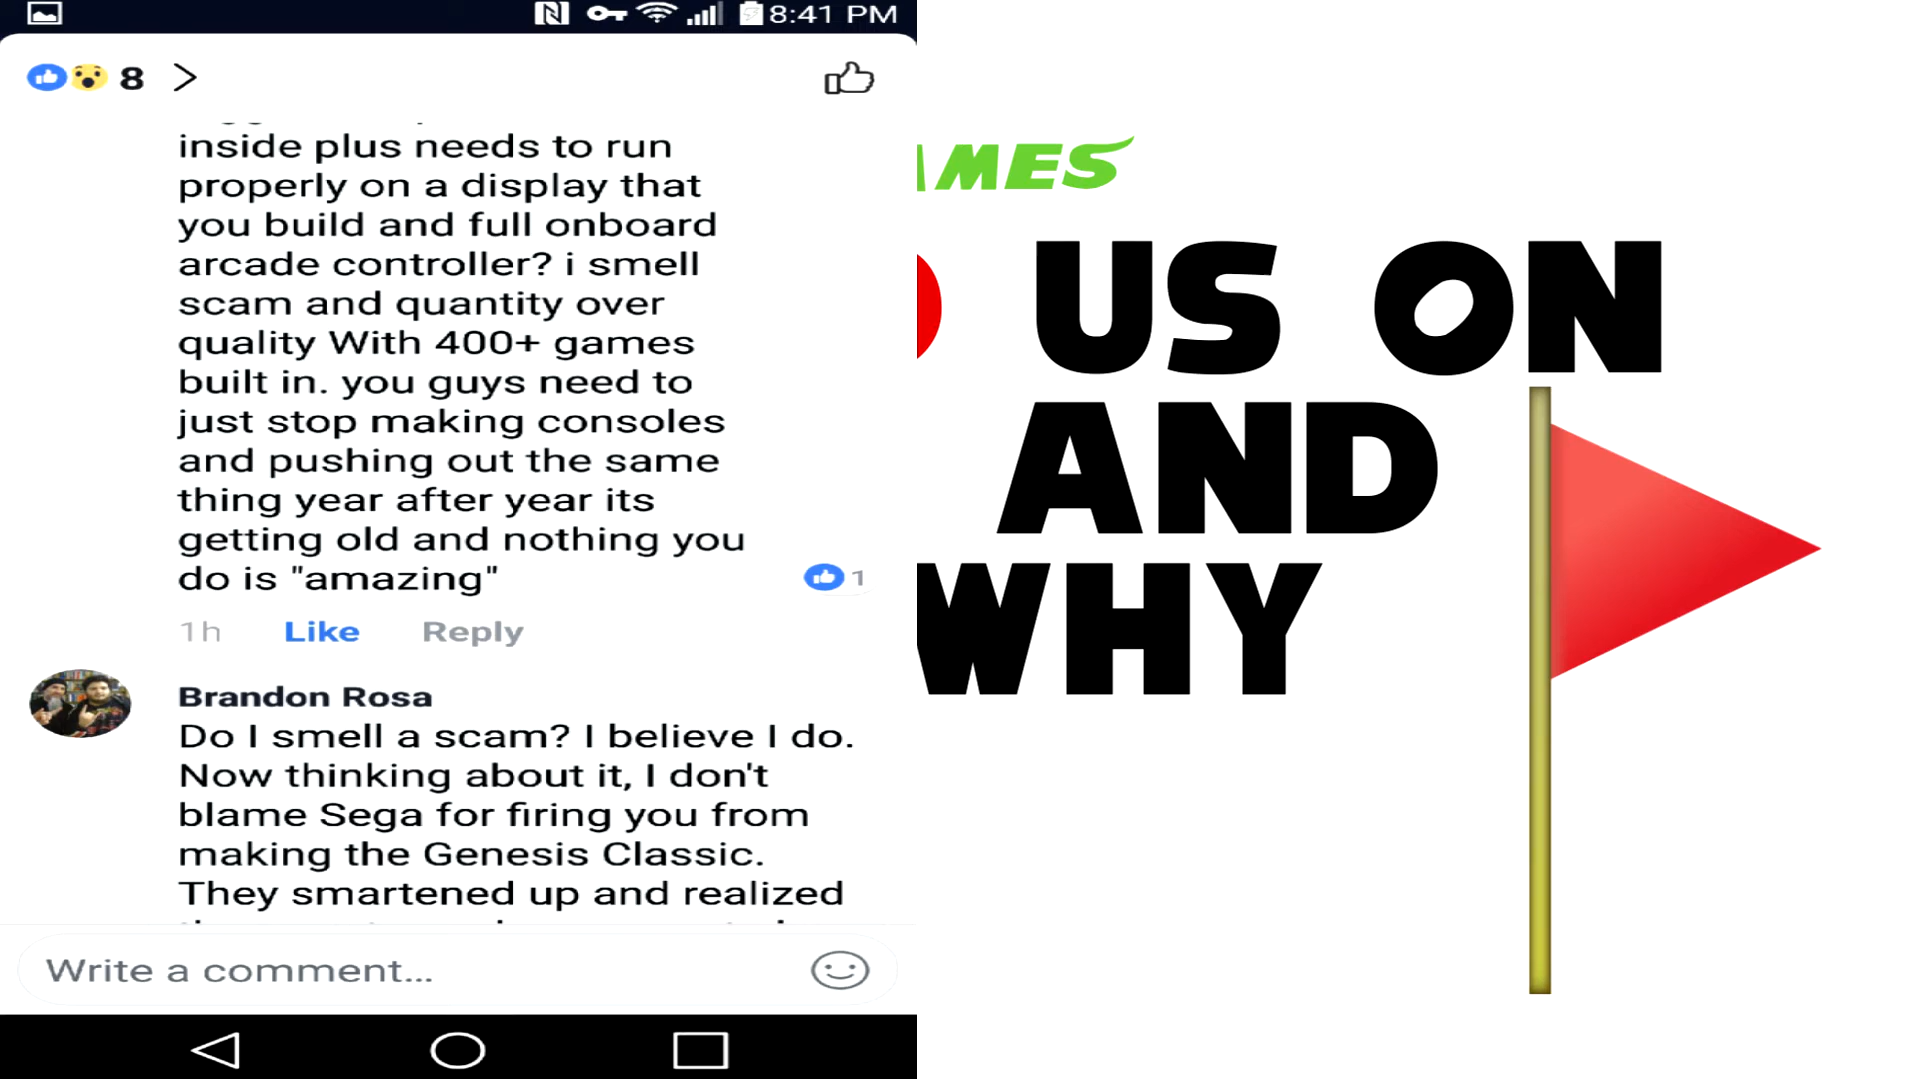 8:41 PM
8
inside plus needs to run
properly on a display that
you build and full onboard
arcade controller? i smell
scam and quantity over
quality With 400+ games
built in. you guys need to
just stop making consoles
and pushing out the same
thing year after year its
getting old and nothing you
do is "amazing"
1
1h Like Reply
Brandon Rosa
Do I smell a scam? I believe I do.
Now thinking about it, I don't
blame Sega for firing you from
making the Genesis Classic.
They smartened up and realized
Write a comment...
AMES
US ON
AND
WHY